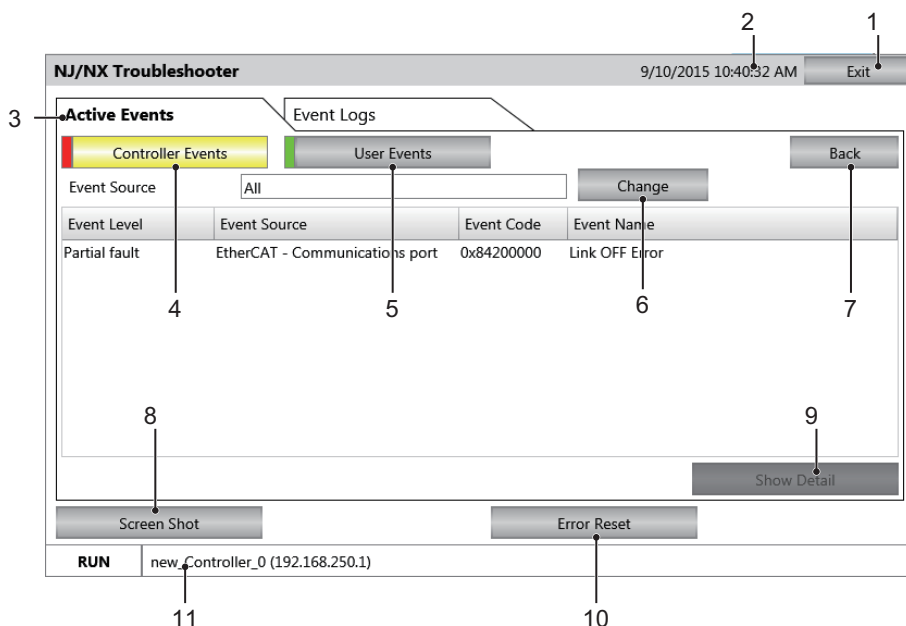 2 1
NJ/NX Troubleshooter 9/10/2015 10:40:32 AM Exit
3 Active Events Event Logs
Controller Events User Events Back
Event Source All Change
Event Level Event Source Event Code Event Name
Partial fault EtherCAT - Communications port 0x84200000 Link OFF Error
4 5 6 7
8 9
Show Detail
Screen Shot Error Reset
RUN new_Controller_0 (192.168.250.1)
11 10